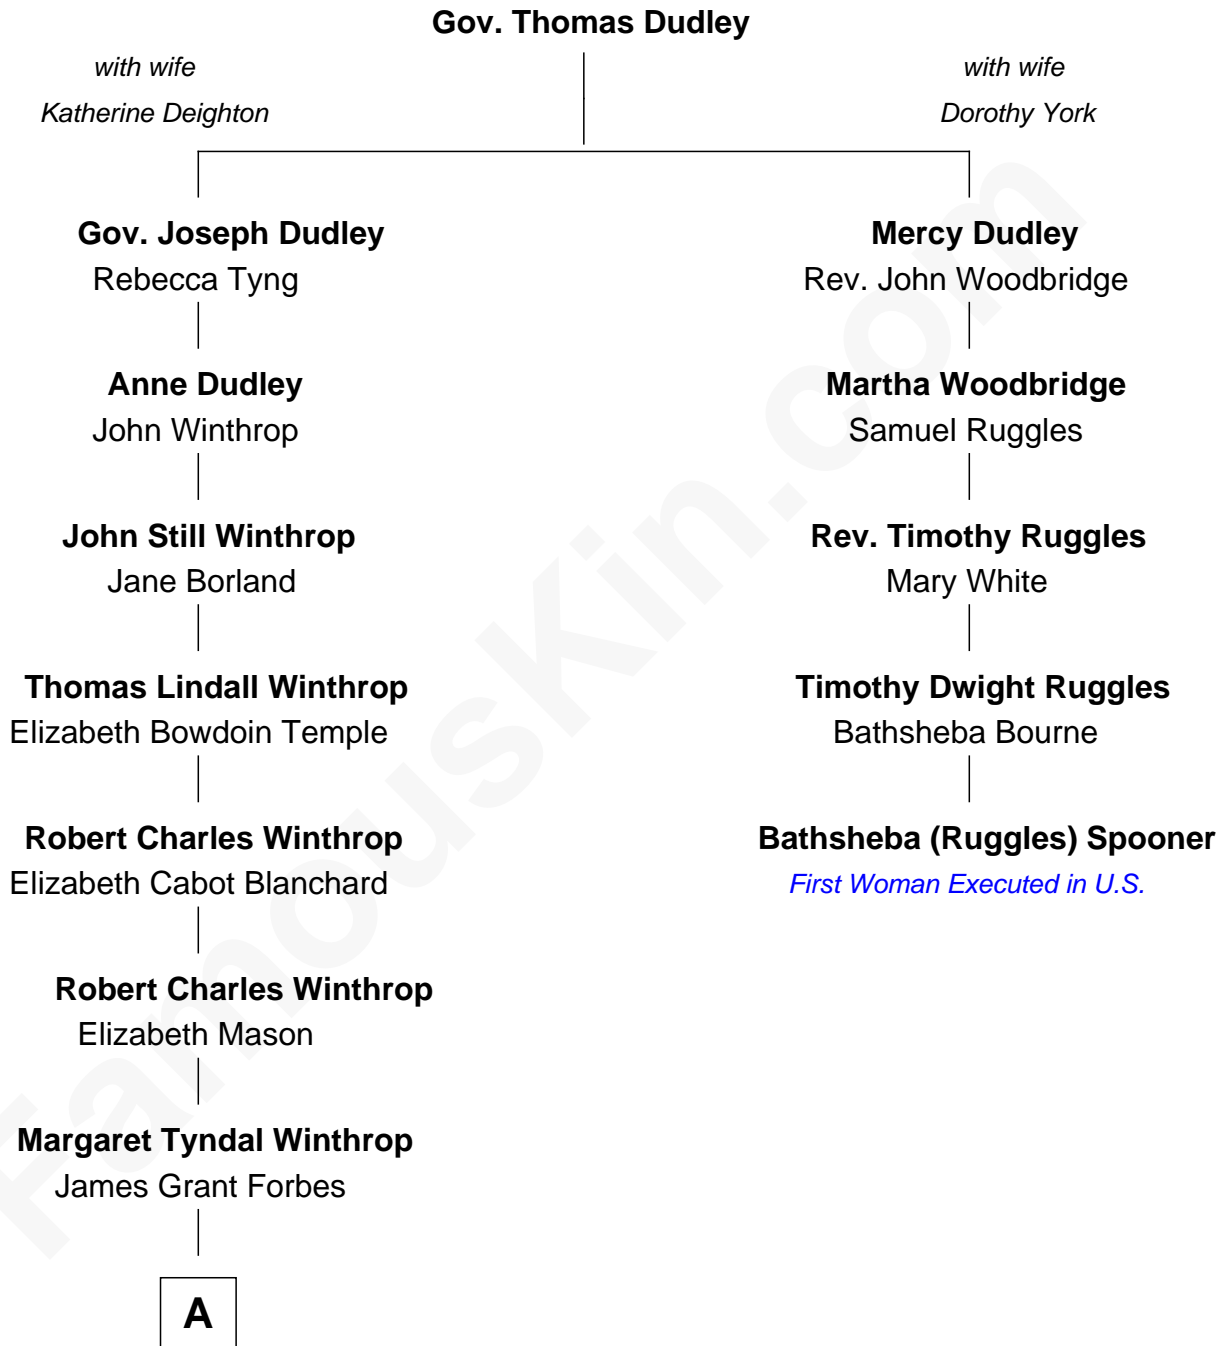 Gov. Thomas Dudley
with wife
Katherine Deighton
with wife
Dorothy York
Gov. Joseph Dudley
Rebecca Tyng
Mercy Dudley
Rev. John Woodbridge
Anne Dudley
John Winthrop
Martha Woodbridge
Samuel Ruggles
John Still Winthrop
Jane Borland
Rev. Timothy Ruggles
Mary White
Thomas Lindall Winthrop
Elizabeth Bowdoin Temple
Timothy Dwight Ruggles
Bathsheba Bourne
Robert Charles Winthrop
Elizabeth Cabot Blanchard
Bathsheba (Ruggles) Spooner
First Woman Executed in U.S.
Robert Charles Winthrop
Elizabeth Mason
Margaret Tyndal Winthrop
James Grant Forbes
A
FamousKin.com